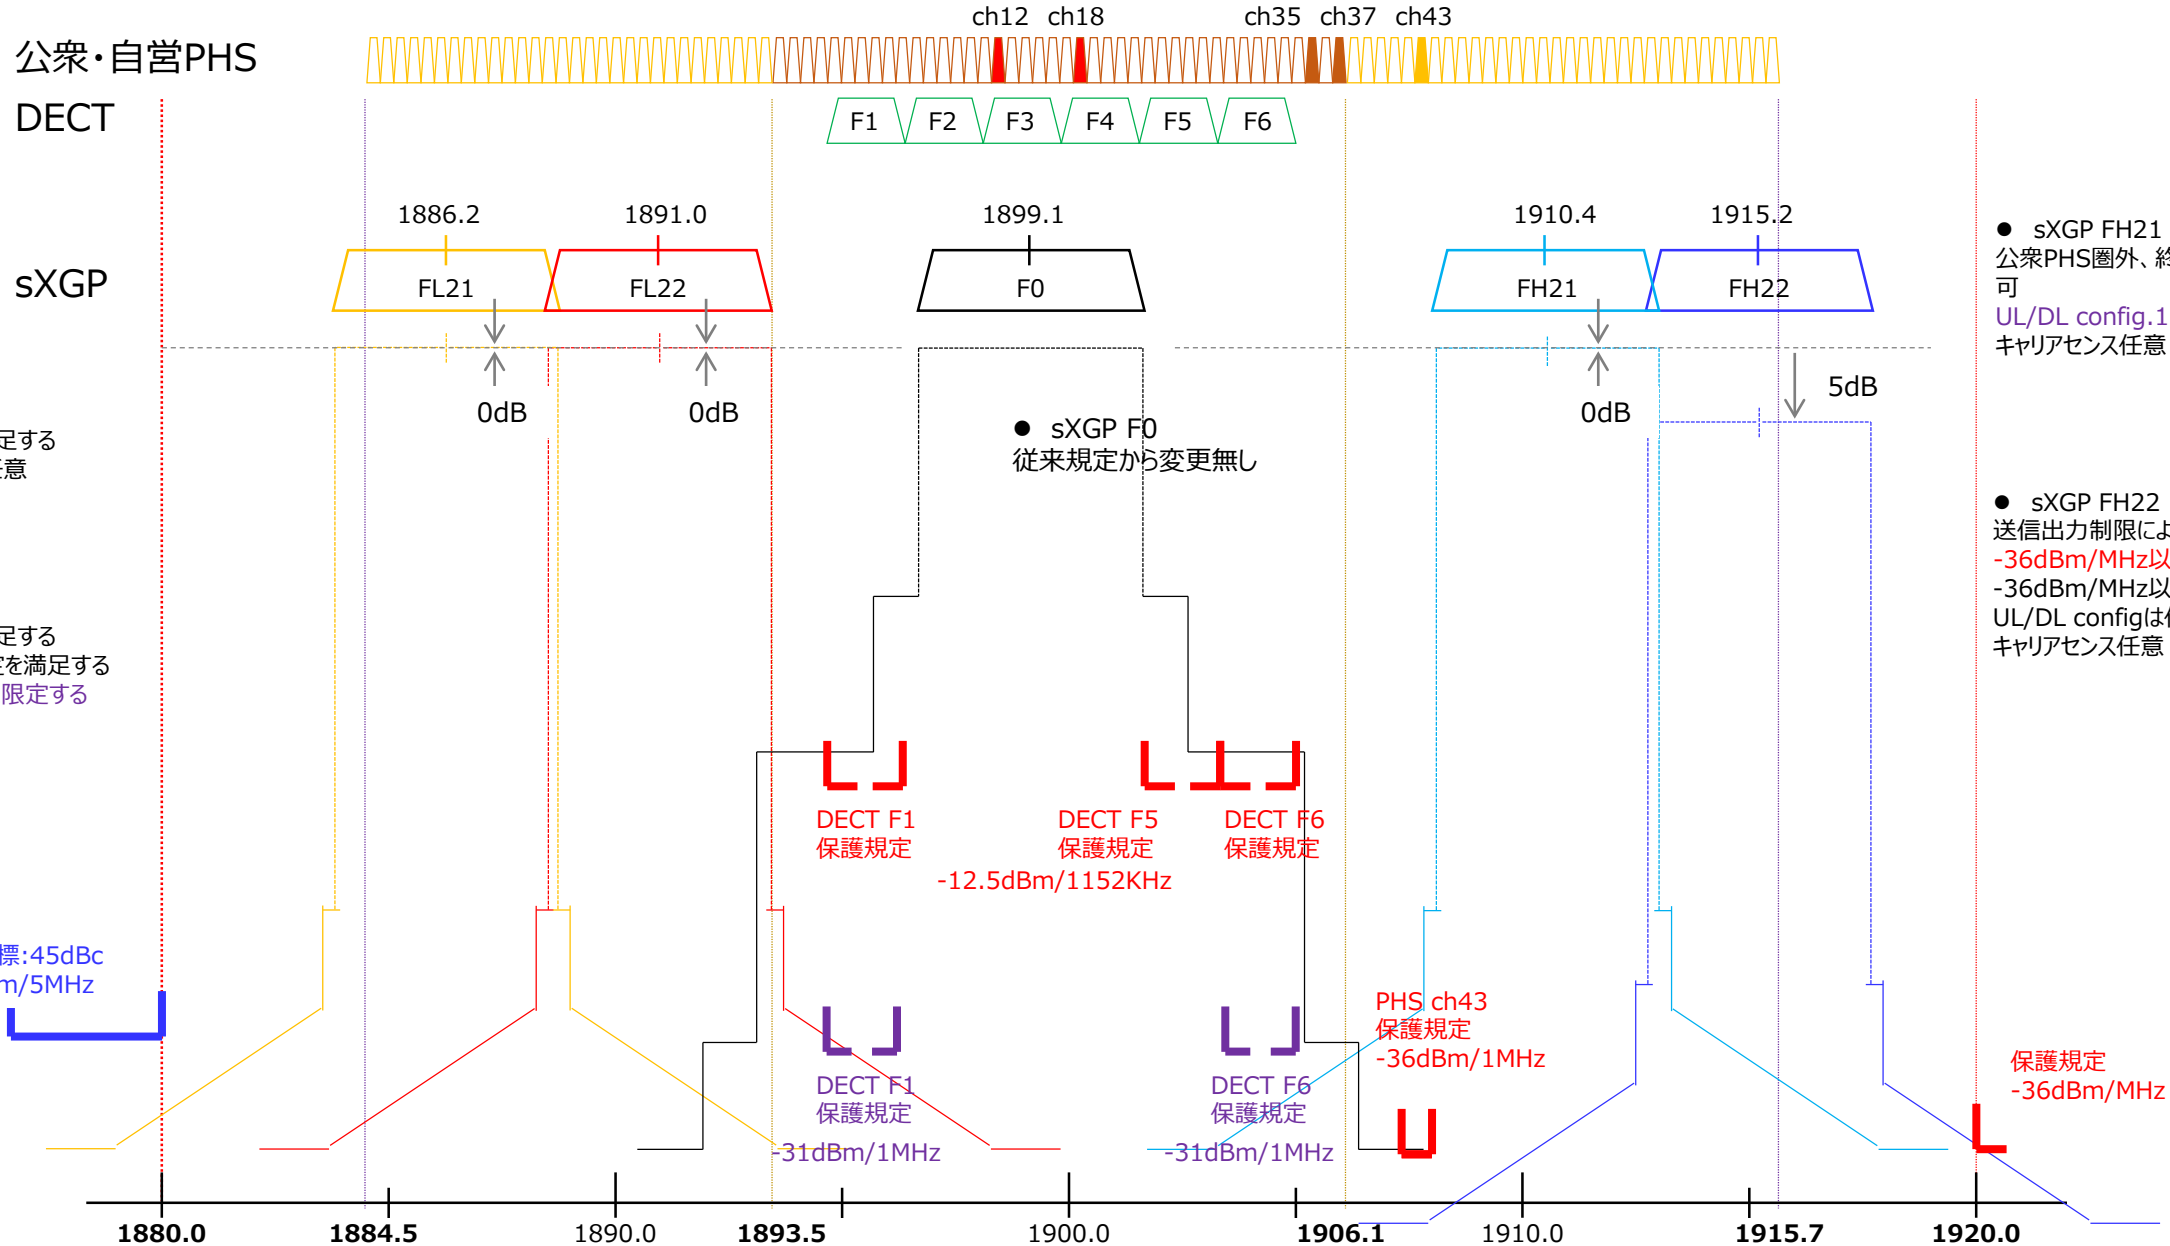 ch12 ch18 ch35 ch37 ch43
公衆・自営PHS
DECT
F1 F2 F3 F4 F5 F6
1886.2 1891.0 1899.1 1910.4 1915.2
sXGP
FL21 FL22 F0 FH21 FH22
● sXGP FH21
公衆PHS圏外、終
可
UL/DL config.1
キャリアセンス任意
0dB 0dB 0dB 5dB
● sXGP F0
従来規定から変更無し
足する
任意
● sXGP FH22
送信出力制限によ
-36dBm/MHz以
-36dBm/MHz以
UL/DL configは
キャリアセンス任意
足する
定を満足する
限定する
DECT F1
保護規定
DECT F5
保護規定
DECT F6
保護規定
-12.5dBm/1152KHz
標:45dBc
m/5MHz
PHS ch43
保護規定
-36dBm/1MHz
DECT F1
保護規定
-31dBm/1MHz
DECT F6
保護規定
-31dBm/1MHz
保護規定
-36dBm/MHz
1880.0 1884.5 1890.0 1893.5 1900.0 1906.1 1910.0 1915.7 1920.0